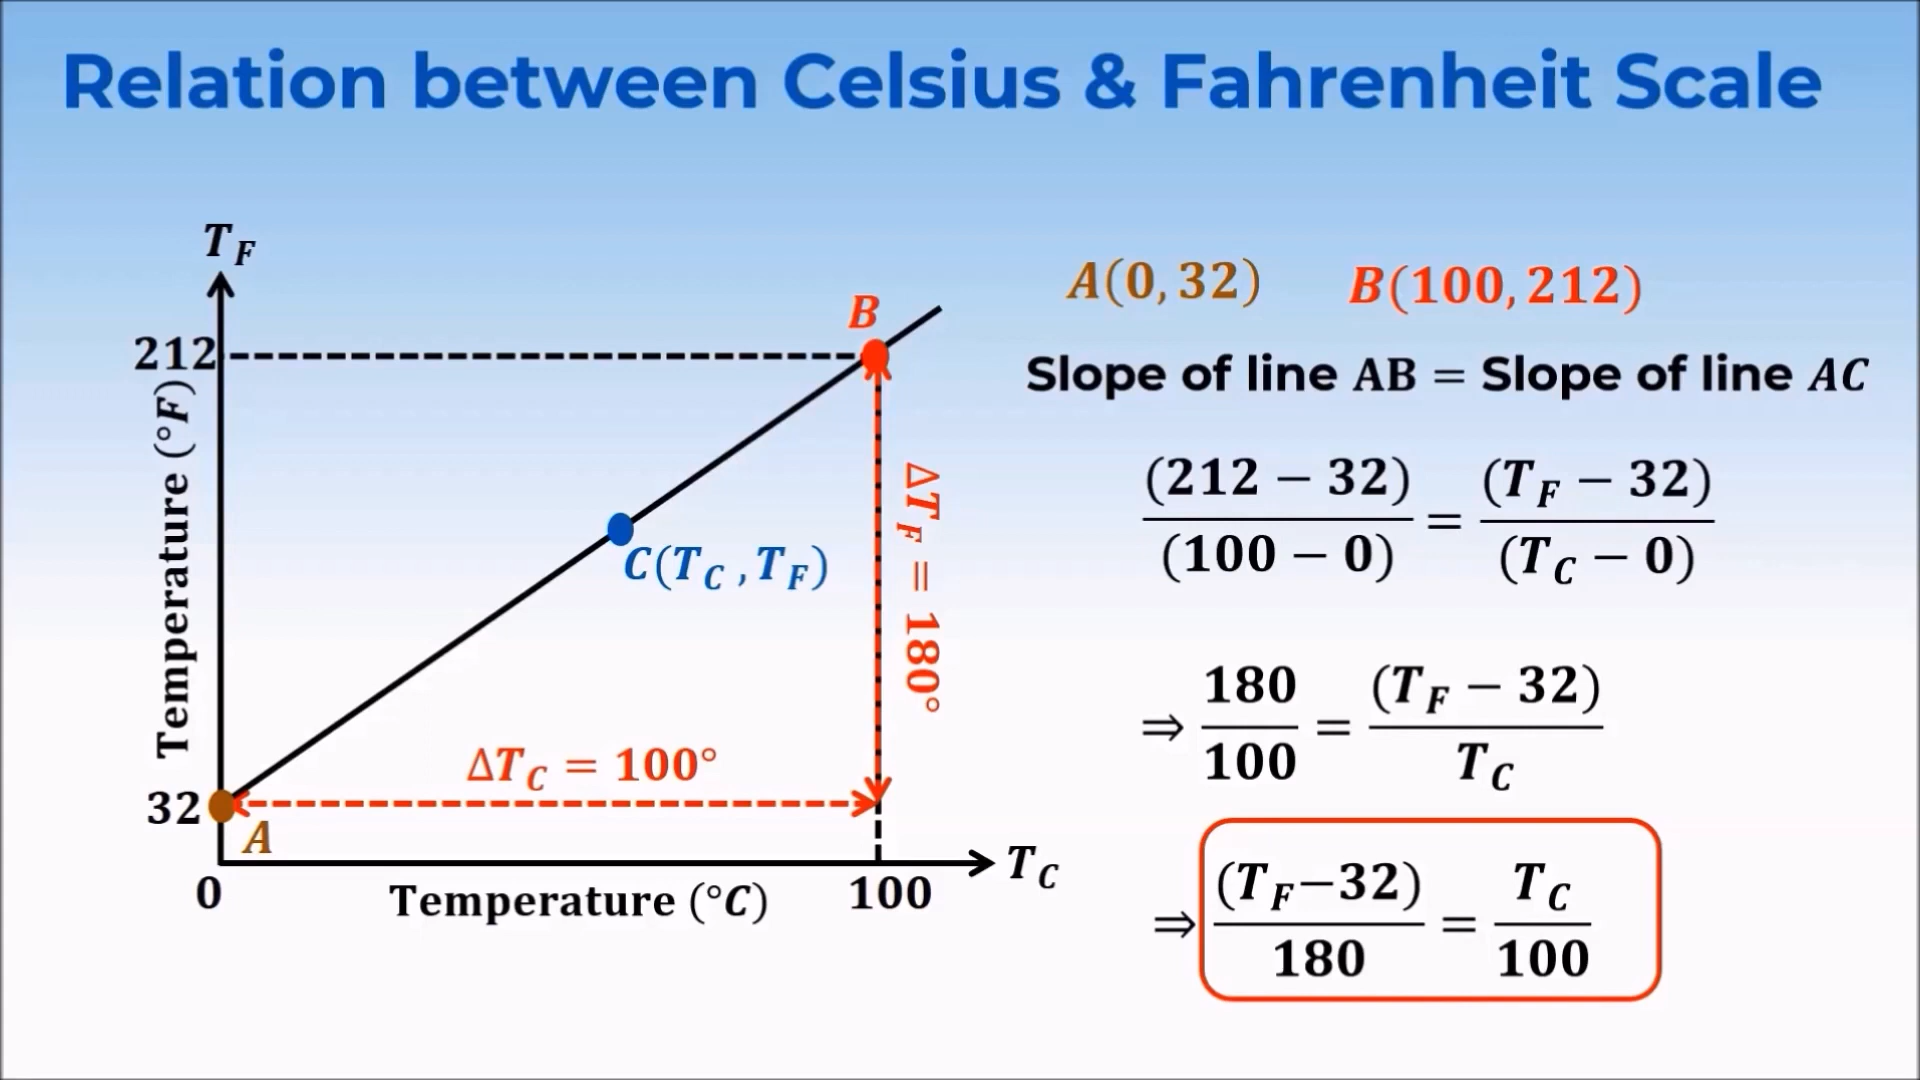 Relation between Celsius & Fahrenheit Scale
T_F
212
Temperature (°F)
32
A
0
Temperature (°C)
100
T_C
B
C(T_C, T_F)
ΔT_F = 180°
ΔT_C = 100°
A(0, 32)
B(100, 212)
Slope of line AB = Slope of line AC
(212 − 32)/(100 − 0) = (T_F − 32)/(T_C − 0)
⇒ 180/100 = (T_F − 32)/T_C
⇒ (T_F−32)/180 = T_C/100